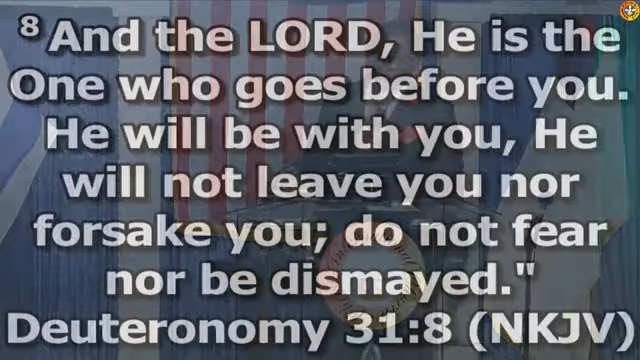 8 And the LORD, He is the
One who goes before you.
He will be with you, He
will not leave you nor
forsake you; do not fear
nor be dismayed."
Deuteronomy 31:8 (NKJV)